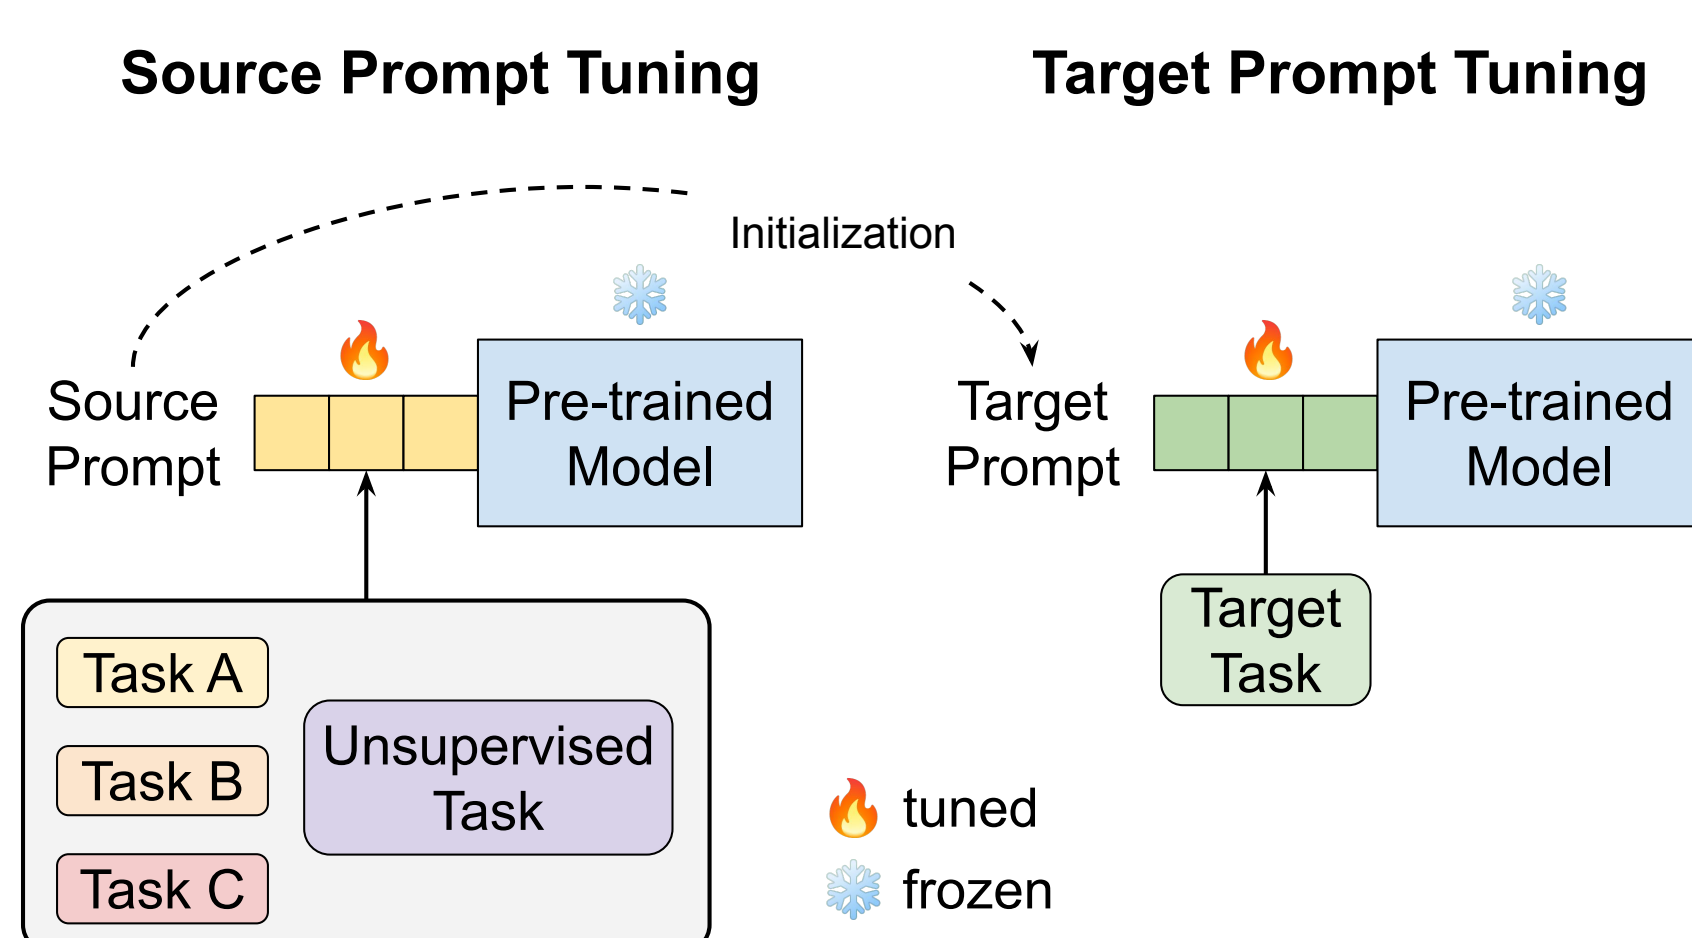 Source Prompt Tuning
Target Prompt Tuning
Initialization
Source
Prompt
Pre-trained
Model
Target
Prompt
Pre-trained
Model
Task A
Task B
Task C
Unsupervised
Task
Target
Task
tuned
frozen